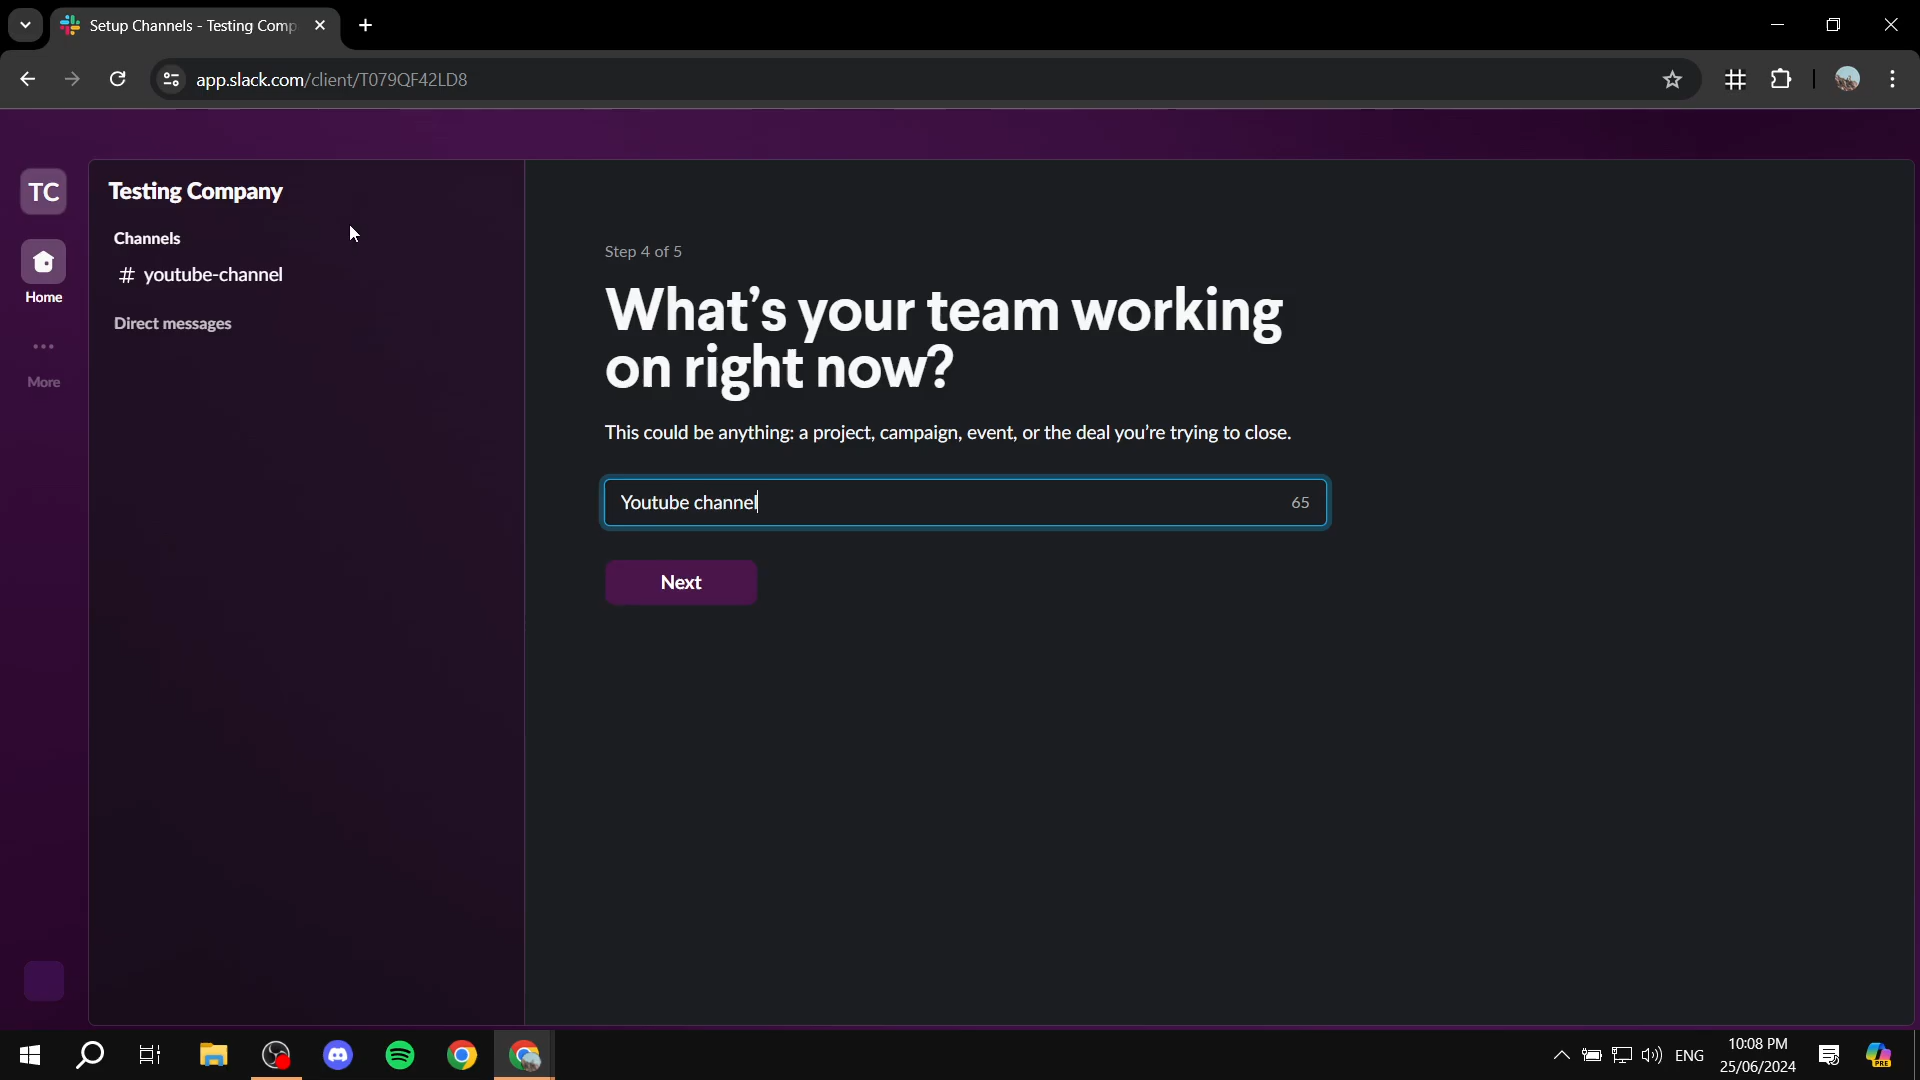 Setup Channels - Testing Comp
app.slack.com/client/T079QF42LD8
TC
Home
More
Testing Company
Channels
# youtube-channel
Direct messages
Step 4 of 5
What's your team working
on right now?
This could be anything: a project, campaign, event, or the deal you're trying to close.
Youtube channel 65
Next
ENG
10:08 PM
25/06/2024
PRE